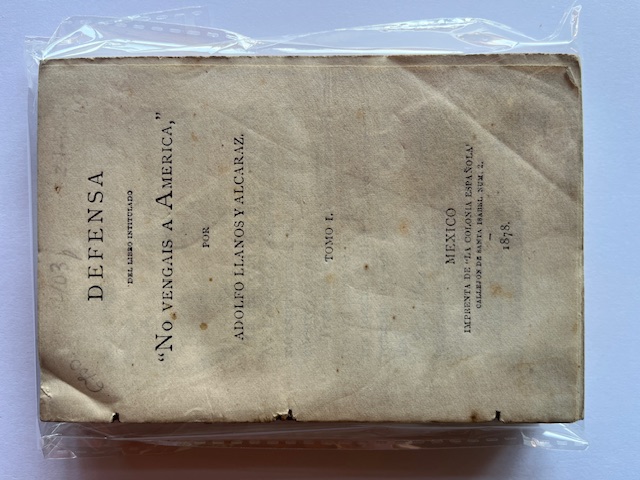 DEFENSA
DEL LIBRO INTITULADO
"NO VENGAIS A AMERICA,"
POR
ADOLFO LLANOS Y ALCARAZ.
TOMO I.
MEXICO
IMPRENTA DE "LA COLONIA ESPAÑOLA"
CALLEJON DE SANTA ISABEL, NUM. 2.
1878.